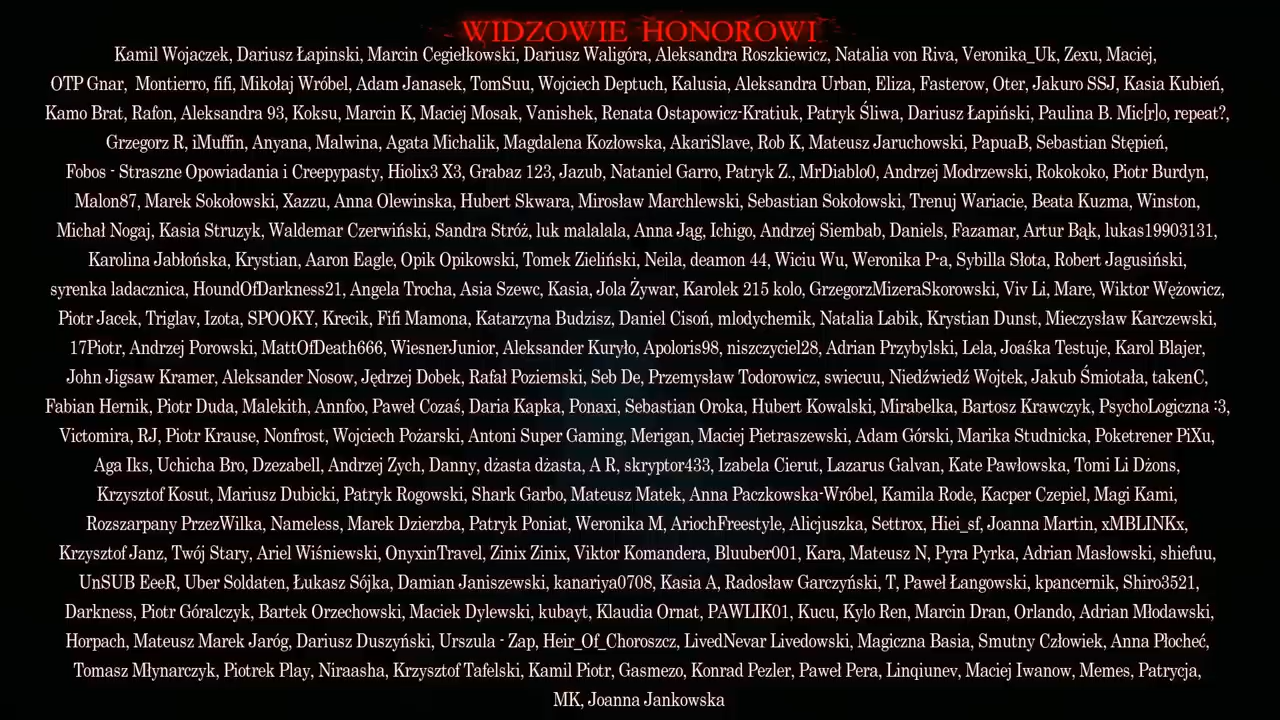 WIDZOWIE HONOROWI
Kamil Wojaczek, Dariusz Łapinski, Marcin Cegiełkowski, Dariusz Waligóra, Aleksandra Roszkiewicz, Natalia von Riva, Veronika_Uk, Zexu, Maciej,
OTP Gnar, Montierro, fifi, Mikołaj Wróbel, Adam Janasek, TomSuu, Wojciech Deptuch, Kalusia, Aleksandra Urban, Eliza, Fasterow, Oter, Jakuro SSJ, Kasia Kubień,
Kamo Brat, Rafon, Aleksandra 93, Koksu, Marcin K, Maciej Mosak, Vanishek, Renata Ostapowicz-Kratiuk, Patryk Śliwa, Dariusz Łapiński, Paulina B. Mic[r]o, repeat?,
Grzegorz R, iMuffin, Anyana, Malwina, Agata Michalik, Magdalena Kozłowska, AkariSlave, Rob K, Mateusz Jaruchowski, PapuaB, Sebastian Stępień,
Fobos - Straszne Opowiadania i Creepypasty, Hiolix3 X3, Grabaz 123, Jazub, Nataniel Garro, Patryk Z., MrDiablo0, Andrzej Modrzewski, Rokokoko, Piotr Burdyn,
Malon87, Marek Sokołowski, Xazzu, Anna Olewinska, Hubert Skwara, Mirosław Marchlewski, Sebastian Sokołowski, Trenuj Wariacie, Beata Kuzma, Winston,
Michał Nogaj, Kasia Struzyk, Waldemar Czerwiński, Sandra Stróż, luk malalala, Anna Jąg, Ichigo, Andrzej Siembab, Daniels, Fazamar, Artur Bąk, lukas19903131,
Karolina Jabłońska, Krystian, Aaron Eagle, Opik Opikowski, Tomek Zieliński, Neila, deamon 44, Wiciu Wu, Weronika P-a, Sybilla Słota, Robert Jagusiński,
syrenka ladacznica, HoundOfDarkness21, Angela Trocha, Asia Szewc, Kasia, Jola Żywar, Karolek 215 kolo, GrzegorzMizeraSkorowski, Viv Li, Mare, Wiktor Wężowicz,
Piotr Jacek, Triglav, Izota, SPOOKY, Krecik, Fifi Mamona, Katarzyna Budzisz, Daniel Cisoń, mlodychemik, Natalia Labik, Krystian Dunst, Mieczysław Karczewski,
17Piotr, Andrzej Porowski, MattOfDeath666, WiesnerJunior, Aleksander Kuryło, Apoloris98, niszczyciel28, Adrian Przybylski, Lela, Joaśka Testuje, Karol Blajer,
John Jigsaw Kramer, Aleksander Nosow, Jędrzej Dobek, Rafał Poziemski, Seb De, Przemysław Todorowicz, swiecuu, Niedźwiedź Wojtek, Jakub Śmiotała, takenC,
Fabian Hernik, Piotr Duda, Malekith, Annfoo, Paweł Cozaś, Daria Kapka, Ponaxi, Sebastian Oroka, Hubert Kowalski, Mirabelka, Bartosz Krawczyk, PsychoLogiczna :3,
Victomira, RJ, Piotr Krause, Nonfrost, Wojciech Pożarski, Antoni Super Gaming, Merigan, Maciej Pietraszewski, Adam Górski, Marika Studnicka, Poketrener PiXu,
Aga Iks, Uchicha Bro, Dzezabell, Andrzej Zych, Danny, dżasta dżasta, A R, skryptor433, Izabela Cierut, Lazarus Galvan, Kate Pawłowska, Tomi Li Dżons,
Krzysztof Kosut, Mariusz Dubicki, Patryk Rogowski, Shark Garbo, Mateusz Matek, Anna Paczkowska-Wróbel, Kamila Rode, Kacper Czepiel, Magi Kami,
Rozszarpany PrzezWilka, Nameless, Marek Dzierzba, Patryk Poniat, Weronika M, AriochFreestyle, Alicjuszka, Settrox, Hiei_sf, Joanna Martin, xMBLINKx,
Krzysztof Janz, Twój Stary, Ariel Wiśniewski, OnyxinTravel, Zinix Zinix, Viktor Komandera, Bluuber001, Kara, Mateusz N, Pyra Pyrka, Adrian Masłowski, shiefuu,
UnSUB EeeR, Uber Soldaten, Łukasz Sójka, Damian Janiszewski, kanariya0708, Kasia A, Radosław Garczyński, T, Paweł Łangowski, kpancernik, Shiro3521,
Darkness, Piotr Góralczyk, Bartek Orzechowski, Maciek Dylewski, kubayt, Klaudia Ornat, PAWLIK01, Kucu, Kylo Ren, Marcin Dran, Orlando, Adrian Młodawski,
Horpach, Mateusz Marek Jaróg, Dariusz Duszyński, Urszula - Zap, Heir_Of_Choroszcz, LivedNevar Livedowski, Magiczna Basia, Smutny Człowiek, Anna Płocheć,
Tomasz Młynarczyk, Piotrek Play, Niraasha, Krzysztof Tafelski, Kamil Piotr, Gasmezo, Konrad Pezler, Paweł Pera, Linqiunev, Maciej Iwanow, Memes, Patrycja,
MK, Joanna Jankowska